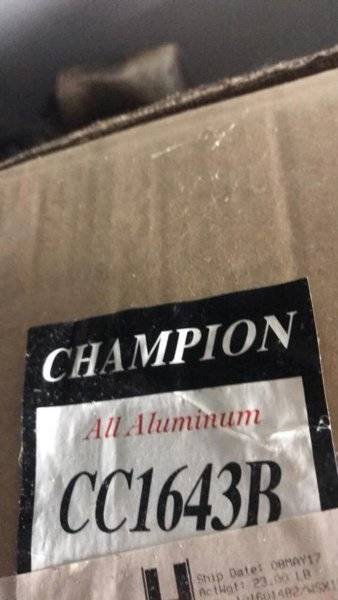 CHAMPION
All Aluminum
CC1643B
Ship Date: 08MAY17
ActWgt: 23.00 LB